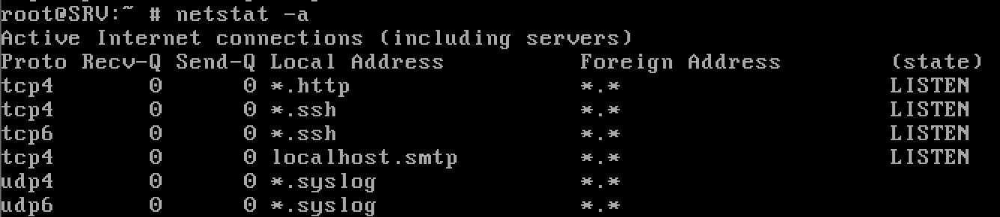 root@SRV:~ # netstat -a
Active Internet connections (including servers)
Proto Recv-Q Send-Q Local Address          Foreign Address        (state)
tcp4       0      0 *.http                 *.*                    LISTEN
tcp4       0      0 *.ssh                  *.*                    LISTEN
tcp6       0      0 *.ssh                  *.*                    LISTEN
tcp4       0      0 localhost.smtp         *.*                    LISTEN
udp4       0      0 *.syslog               *.*
udp6       0      0 *.syslog               *.*